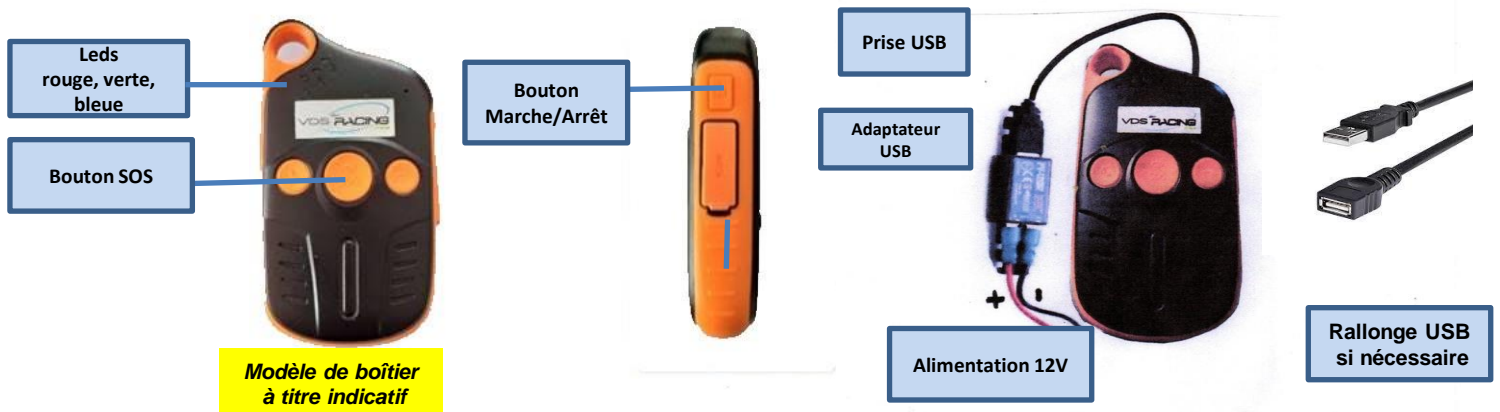 Leds
rouge, verte,
bleue
Bouton SOS
VDS RACING
Modèle de boîtier
à titre indicatif
Bouton
Marche/Arrêt
Prise USB
Adaptateur
USB
VDS RACING
+ -
Alimentation 12V
Rallonge USB
si nécessaire